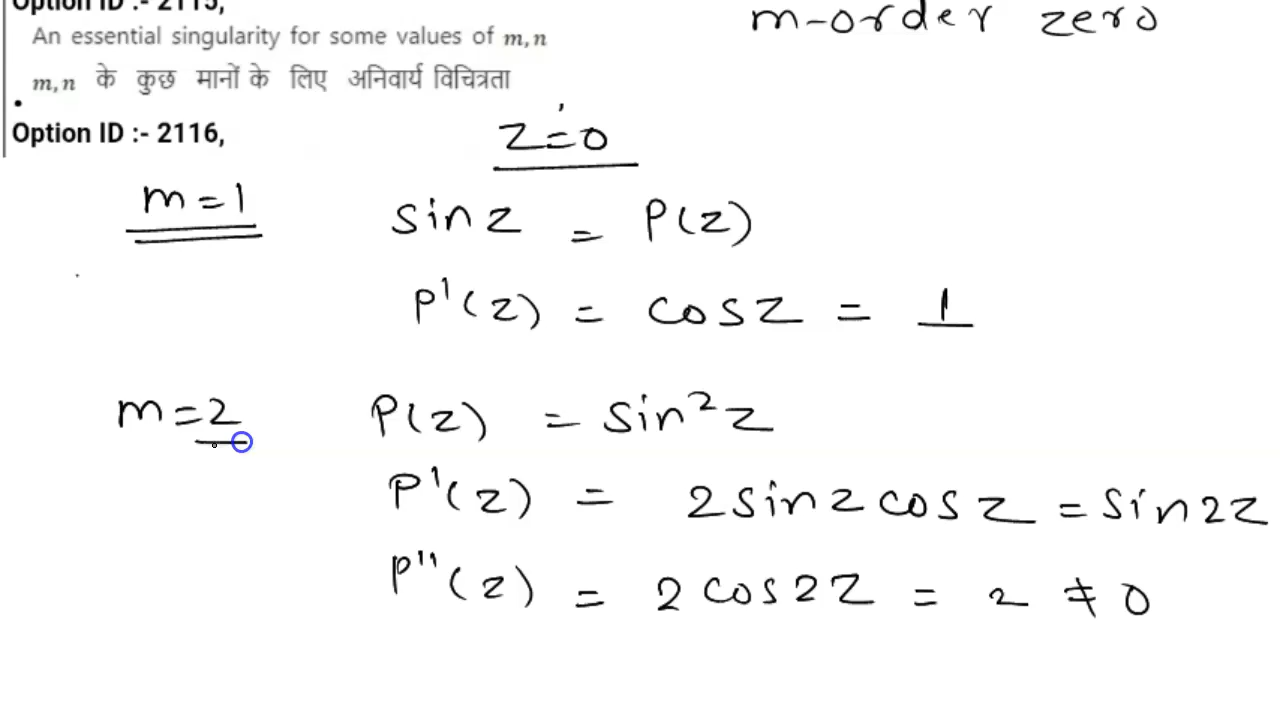 Option ID :- 2115,
m-order zero
An essential singularity for some values of m, n
m, n के कुछ मानों के लिए अनिवार्य विचित्रता
Option ID :- 2116,
z=0
m=1 sin z = P(z)
P'(z) = cos z = 1
m=2 P(z) = sin²z
P'(z) = 2 sin z cos z = sin 2z
P''(z) = 2 cos 2z = 2 ≠ 0